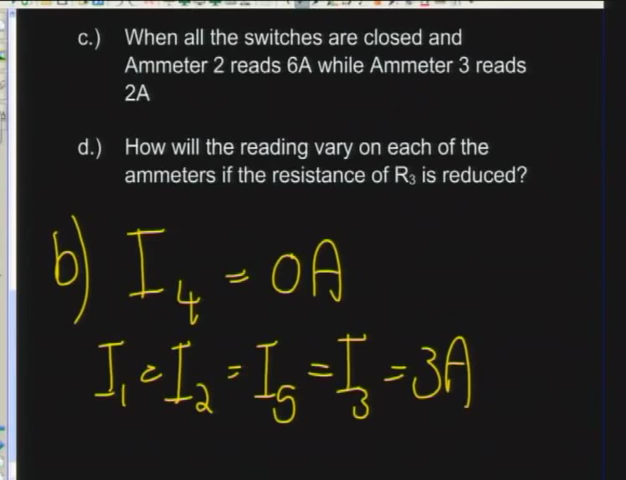 c.) When all the switches are closed and
Ammeter 2 reads 6A while Ammeter 3 reads
2A
d.) How will the reading vary on each of the
ammeters if the resistance of R₃ is reduced?
b) I₄ = 0A
I₁ = I₂ = I₅ = I₃ = 3A